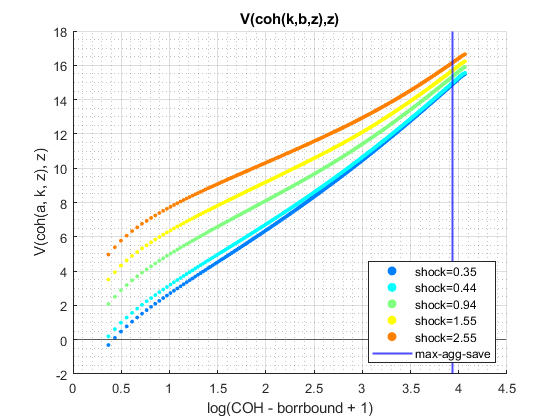 V(coh(k,b,z),z)
V(coh(a, k, z), z)
18
16
14
12
10
8
6
4
2
0
-2
0
0.5
1
1.5
2
2.5
3
3.5
4
4.5
log(COH - borrbound + 1)
shock=0.35
shock=0.44
shock=0.94
shock=1.55
shock=2.55
max-agg-save